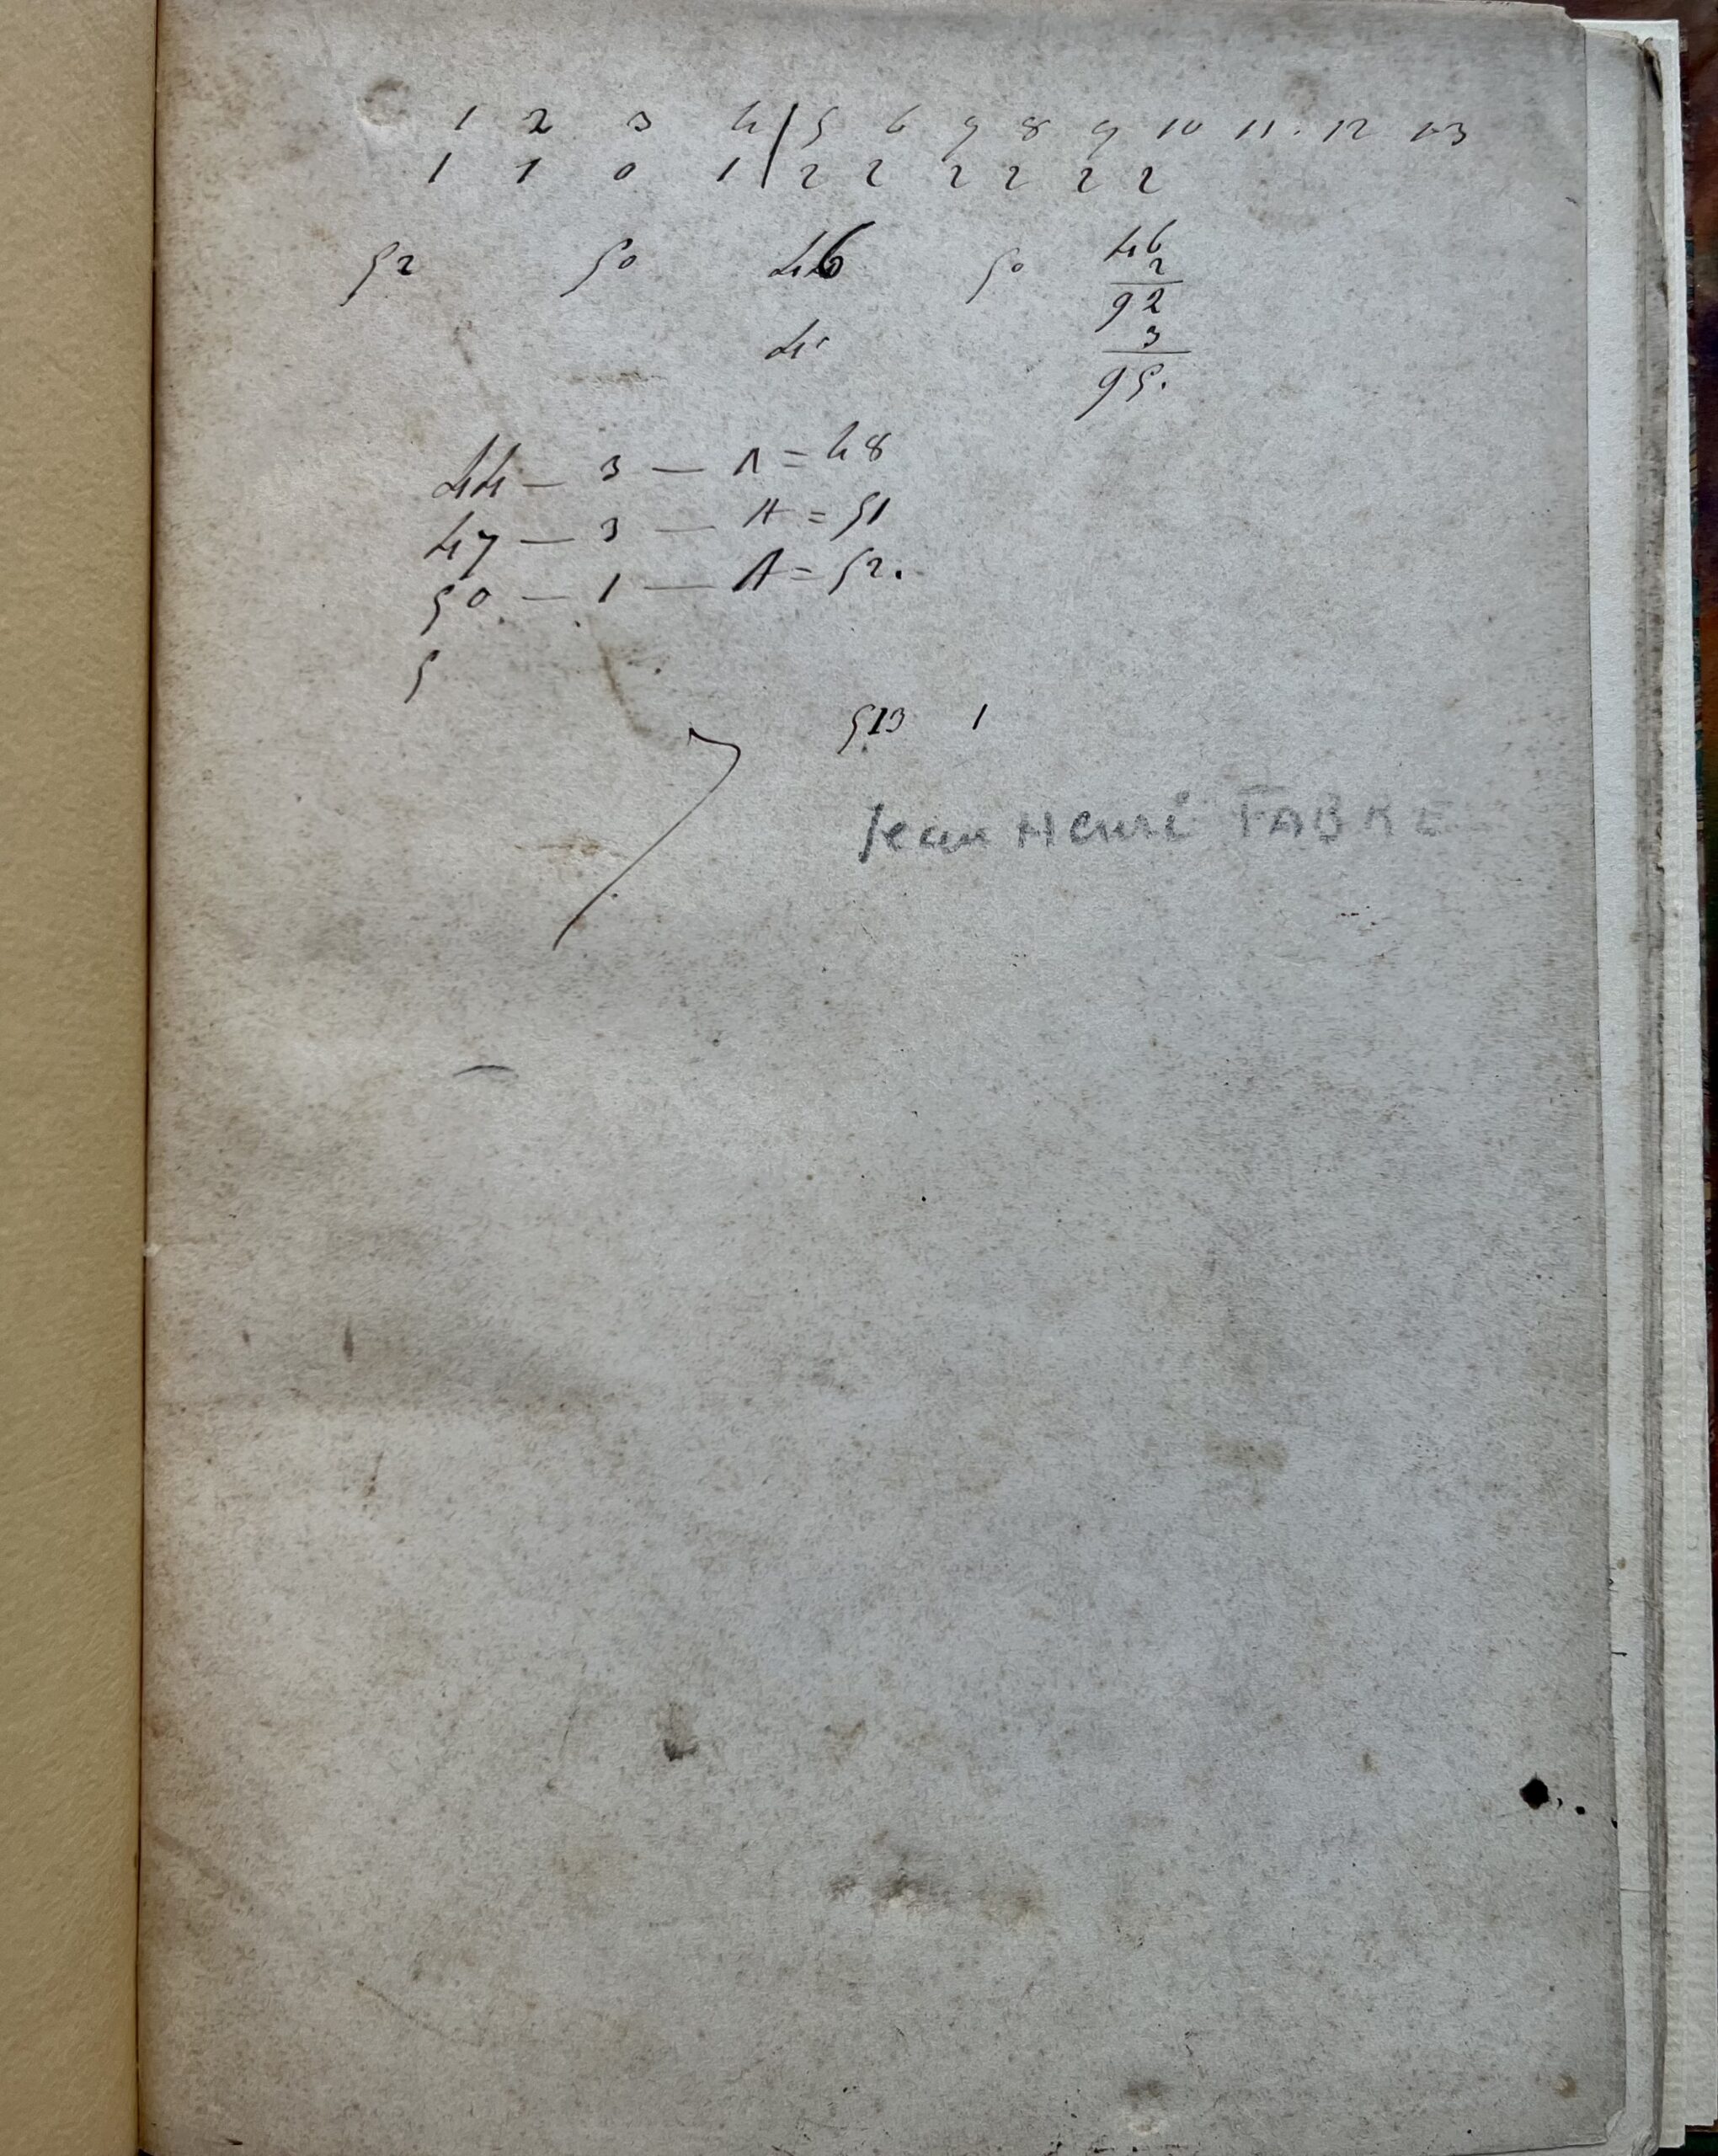 1 2 3 4 | 5 6 7 8 9 10 11. 12 13
1 1 0 1 | 2 2 2 2 2 2
52 50 46 50 46
2
92
4
3
95.
44 — 3 — 1 = 48
47 — 3 — 1 = 51
50 — 1 — 1 = 52.
5
513 1
Jean Henri FABRE